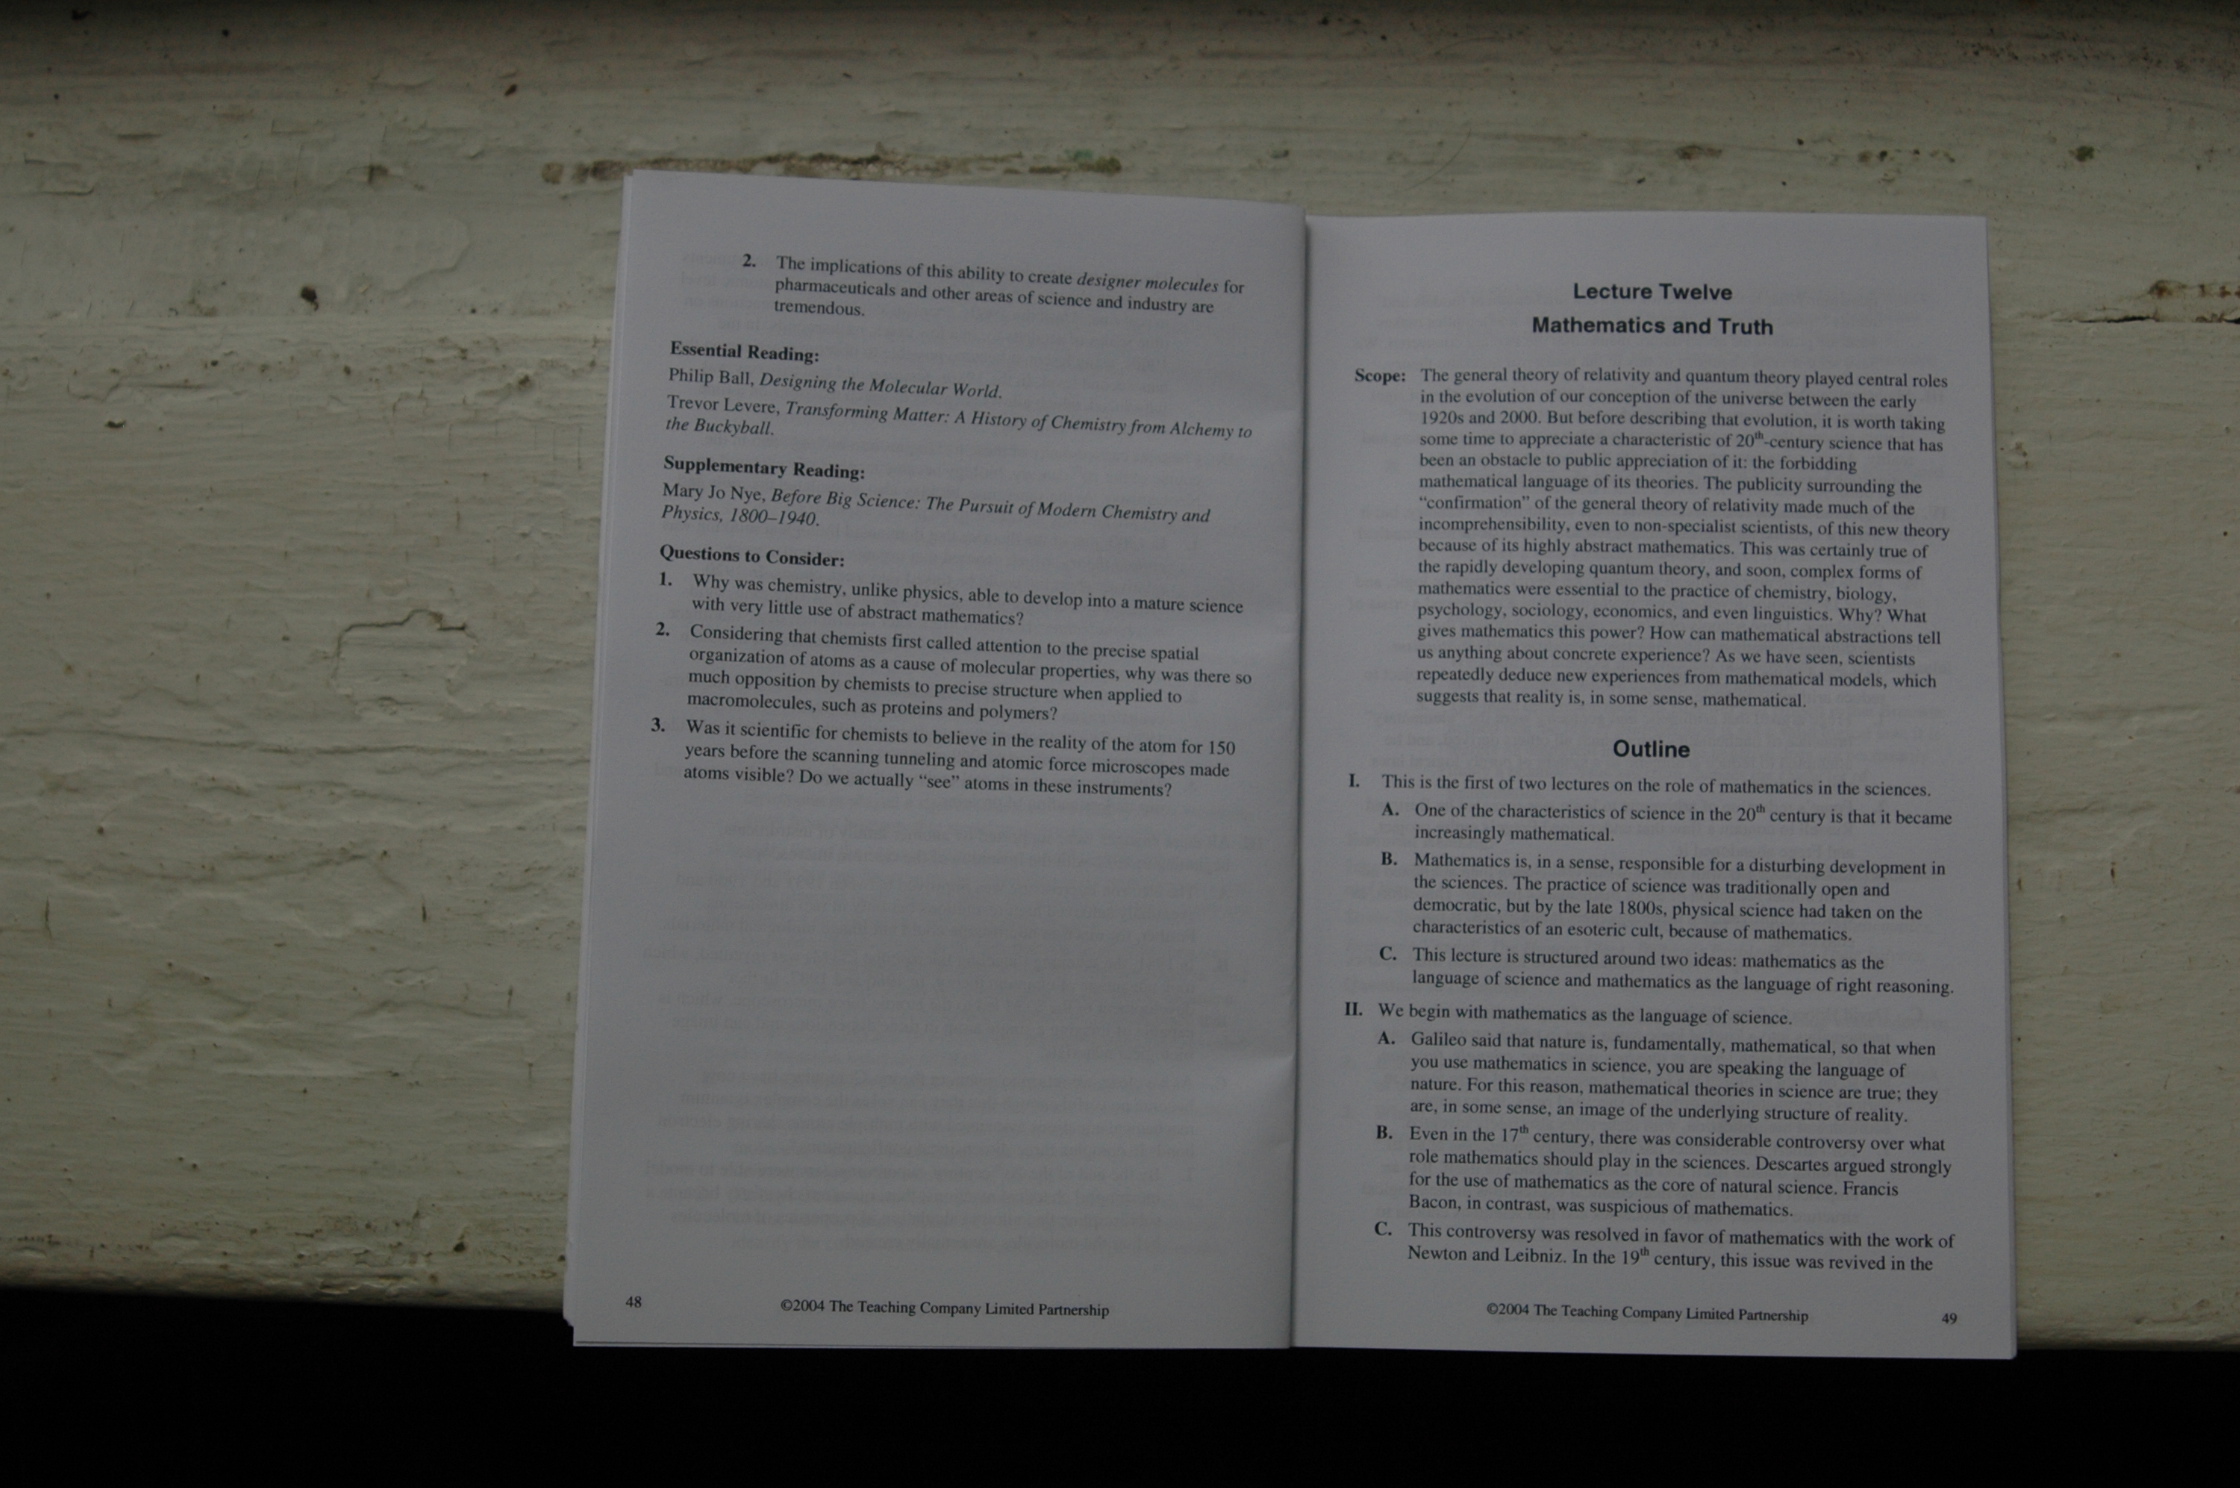 2. The implications of this ability to create designer molecules for
pharmaceuticals and other areas of science and industry are
tremendous.
Essential Reading:
Philip Ball, Designing the Molecular World.
Trevor Levere, Transforming Matter: A History of Chemistry from Alchemy to
the Buckyball.
Supplementary Reading:
Mary Jo Nye, Before Big Science: The Pursuit of Modern Chemistry and
Physics, 1800–1940.
Questions to Consider:
1. Why was chemistry, unlike physics, able to develop into a mature science
with very little use of abstract mathematics?
2. Considering that chemists first called attention to the precise spatial
organization of atoms as a cause of molecular properties, why was there so
much opposition by chemists to precise structure when applied to
macromolecules, such as proteins and polymers?
3. Was it scientific for chemists to believe in the reality of the atom for 150
years before the scanning tunneling and atomic force microscopes made
atoms visible? Do we actually “see” atoms in these instruments?
48
©2004 The Teaching Company Limited Partnership
Lecture Twelve
Mathematics and Truth
Scope: The general theory of relativity and quantum theory played central roles
in the evolution of our conception of the universe between the early
1920s and 2000. But before describing that evolution, it is worth taking
some time to appreciate a characteristic of 20th-century science that has
been an obstacle to public appreciation of it: the forbidding
mathematical language of its theories. The publicity surrounding the
“confirmation” of the general theory of relativity made much of the
incomprehensibility, even to non-specialist scientists, of this new theory
because of its highly abstract mathematics. This was certainly true of
the rapidly developing quantum theory, and soon, complex forms of
mathematics were essential to the practice of chemistry, biology,
psychology, sociology, economics, and even linguistics. Why? What
gives mathematics this power? How can mathematical abstractions tell
us anything about concrete experience? As we have seen, scientists
repeatedly deduce new experiences from mathematical models, which
suggests that reality is, in some sense, mathematical.
Outline
I. This is the first of two lectures on the role of mathematics in the sciences.
A. One of the characteristics of science in the 20th century is that it became
increasingly mathematical.
B. Mathematics is, in a sense, responsible for a disturbing development in
the sciences. The practice of science was traditionally open and
democratic, but by the late 1800s, physical science had taken on the
characteristics of an esoteric cult, because of mathematics.
C. This lecture is structured around two ideas: mathematics as the
language of science and mathematics as the language of right reasoning.
II. We begin with mathematics as the language of science.
A. Galileo said that nature is, fundamentally, mathematical, so that when
you use mathematics in science, you are speaking the language of
nature. For this reason, mathematical theories in science are true; they
are, in some sense, an image of the underlying structure of reality.
B. Even in the 17th century, there was considerable controversy over what
role mathematics should play in the sciences. Descartes argued strongly
for the use of mathematics as the core of natural science. Francis
Bacon, in contrast, was suspicious of mathematics.
C. This controversy was resolved in favor of mathematics with the work of
Newton and Leibniz. In the 19th century, this issue was revived in the
©2004 The Teaching Company Limited Partnership
49